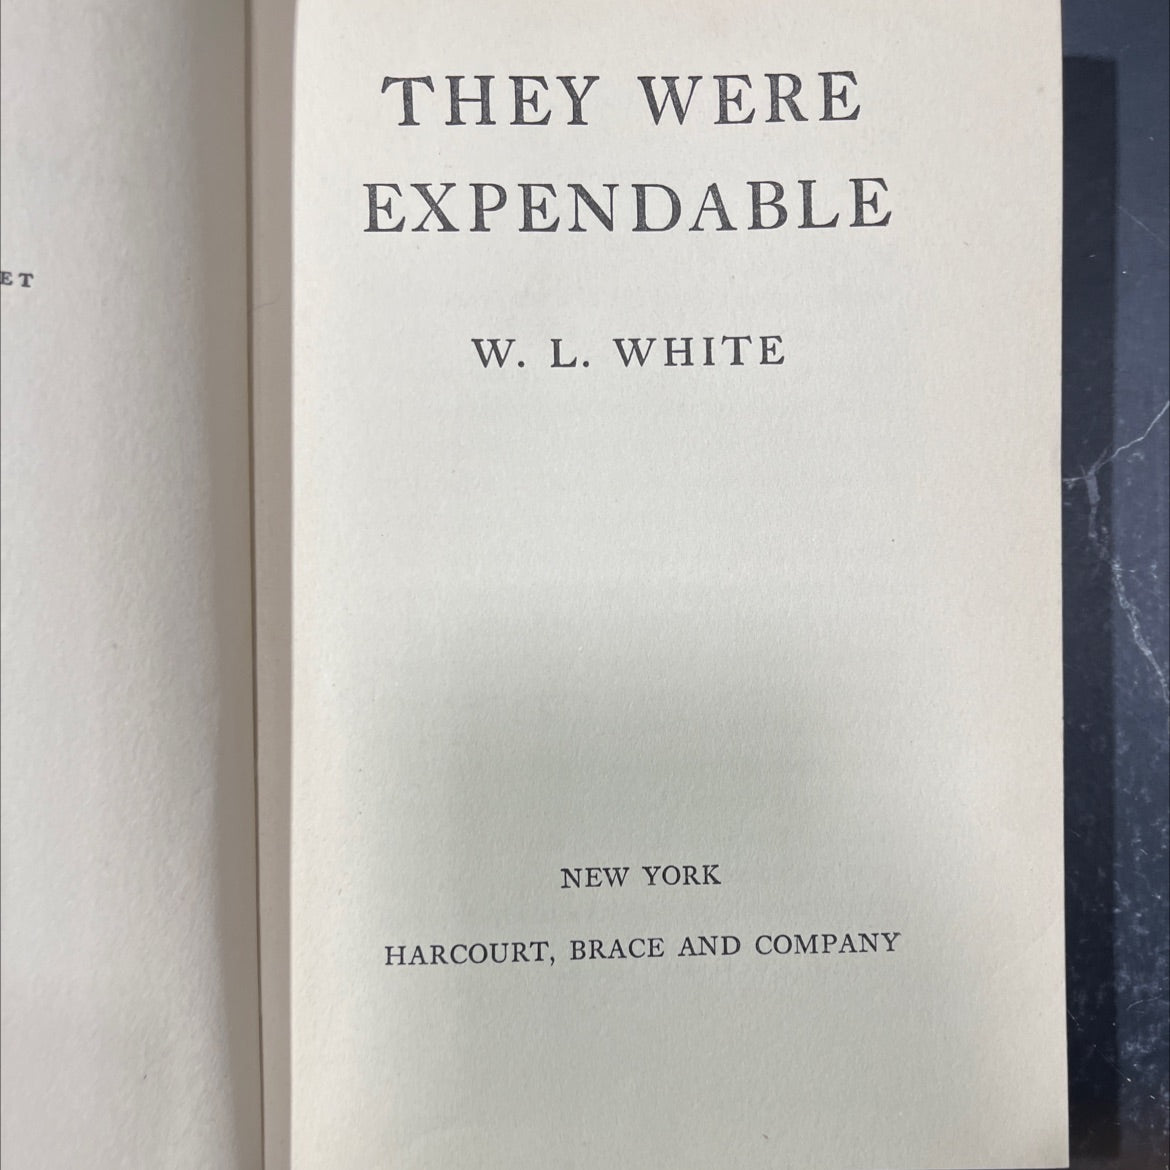 THEY WERE
EXPENDABLE
W. L. WHITE
NEW YORK
HARCOURT, BRACE AND COMPANY